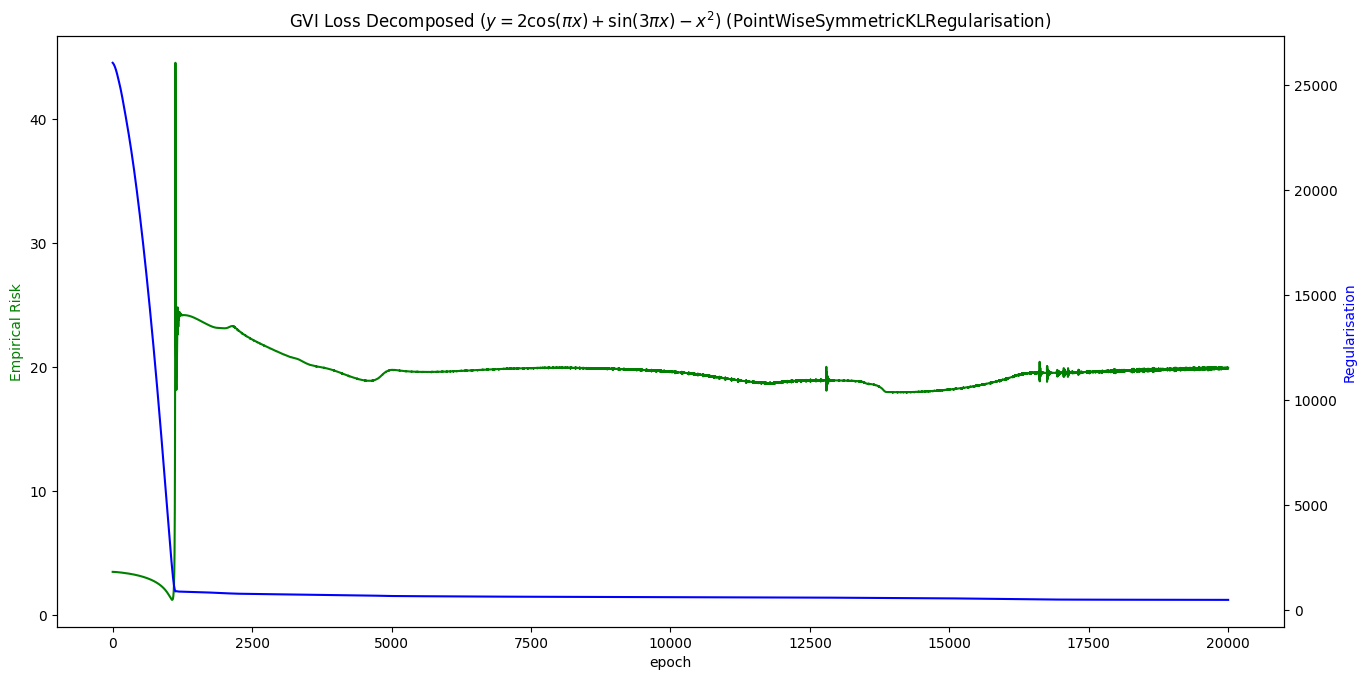 GVI Loss Decomposed (y = 2cos(πx) + sin(3πx) − x²) (PointWiseSymmetricKLRegularisation)
Empirical Risk
40
30
20
10
0
25000
20000
15000
10000
5000
0
Regularisation
0 2500 5000 7500 10000 12500 15000 17500 20000
epoch